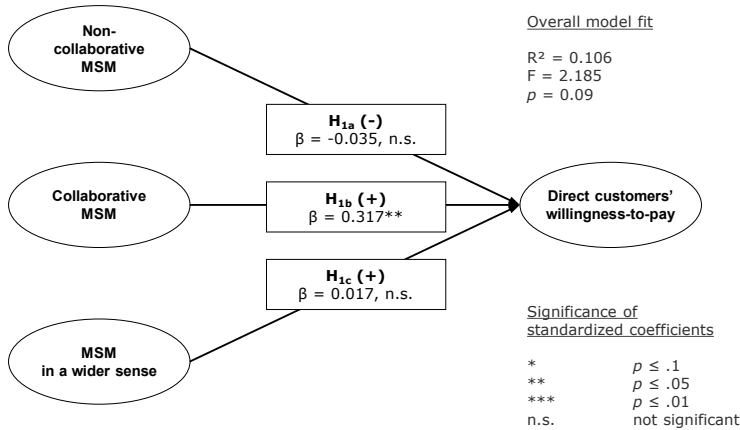 Non-
collaborative
MSM
Overall model fit
R² = 0.106
F = 2.185
p = 0.09
H1a (-)
β = -0.035, n.s.
Collaborative
MSM
H1b (+)
β = 0.317**
Direct customers’
willingness-to-pay
H1c (+)
β = 0.017, n.s.
MSM
in a wider sense
Significance of
standardized coefficients
* p ≤ .1
** p ≤ .05
*** p ≤ .01
n.s. not significant